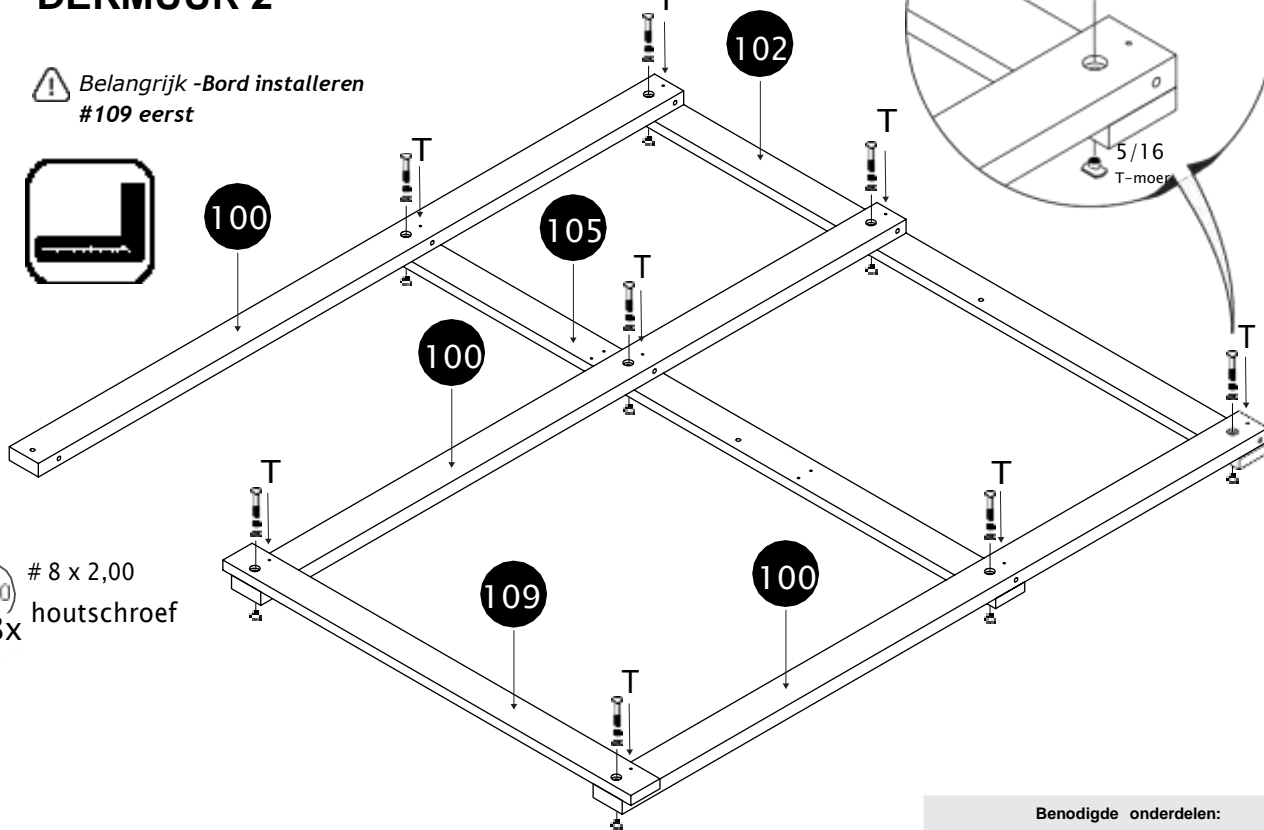 DERMUUR 2
Belangrijk -Bord installeren
#109 eerst
T
102
T
T
100
105
T
5/16
T-moer
100
T
T
T
# 8 x 2,00
houtschroef
109
100
T
Benodigde onderdelen: